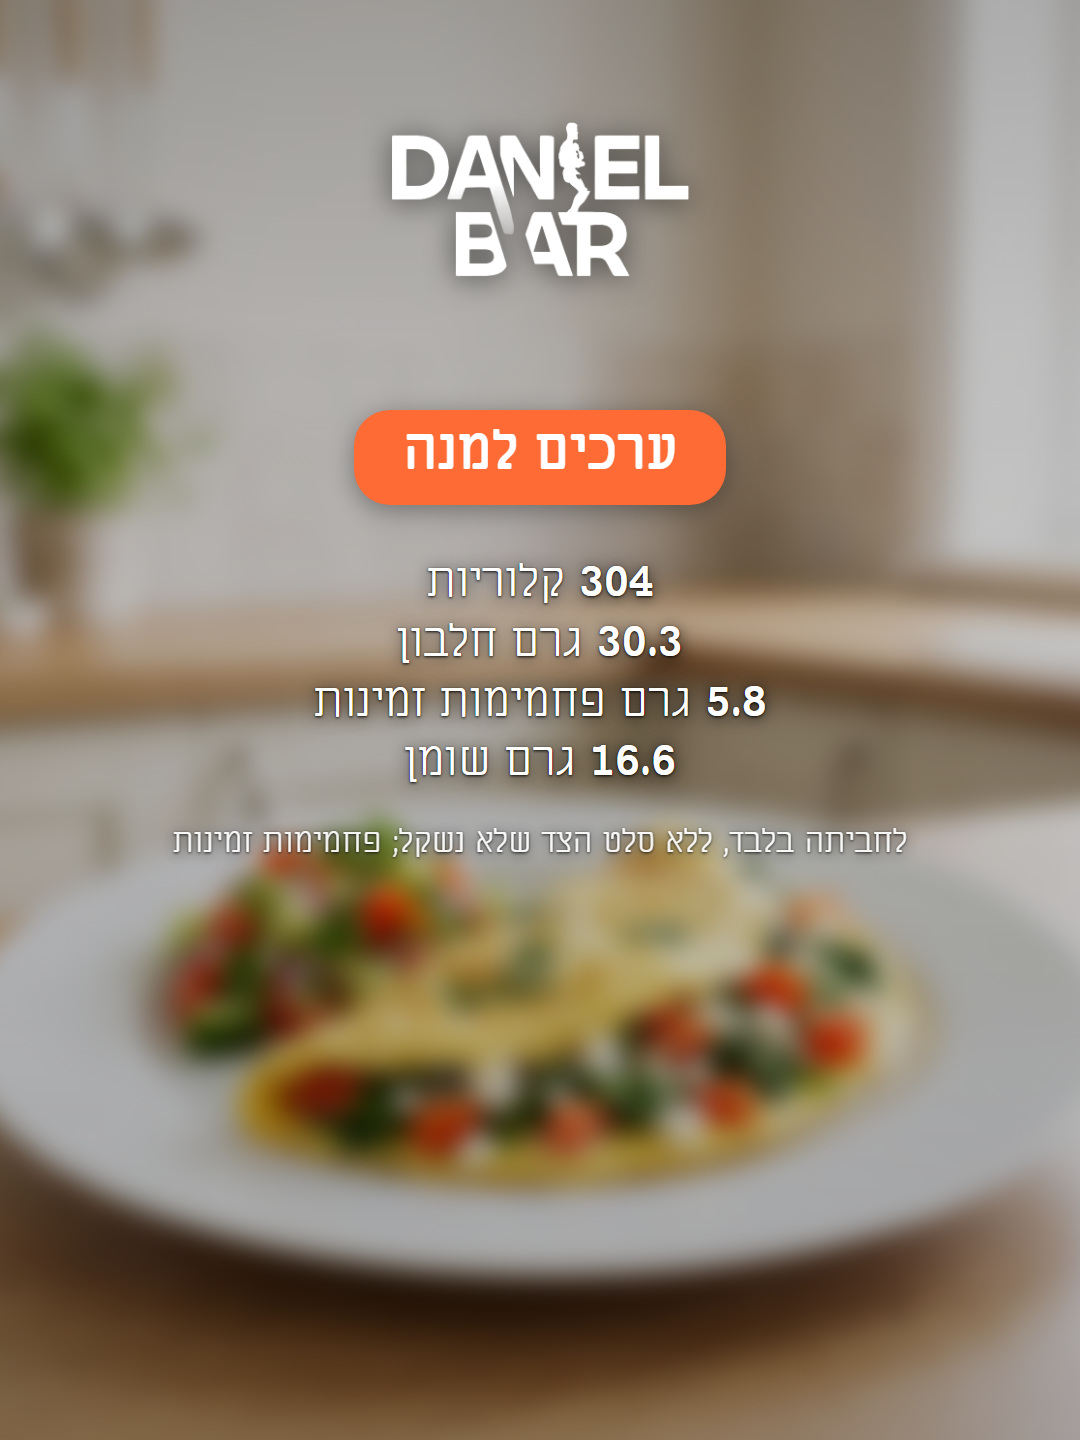 DANIEL
BAR
ערכים למנה
304 קלוריות
30.3 גרם חלבון
5.8 גרם פחמימות זמינות
16.6 גרם שומן
לחביתה בלבד, ללא סלט הצד שלא נשקל; פחמימות זמינות